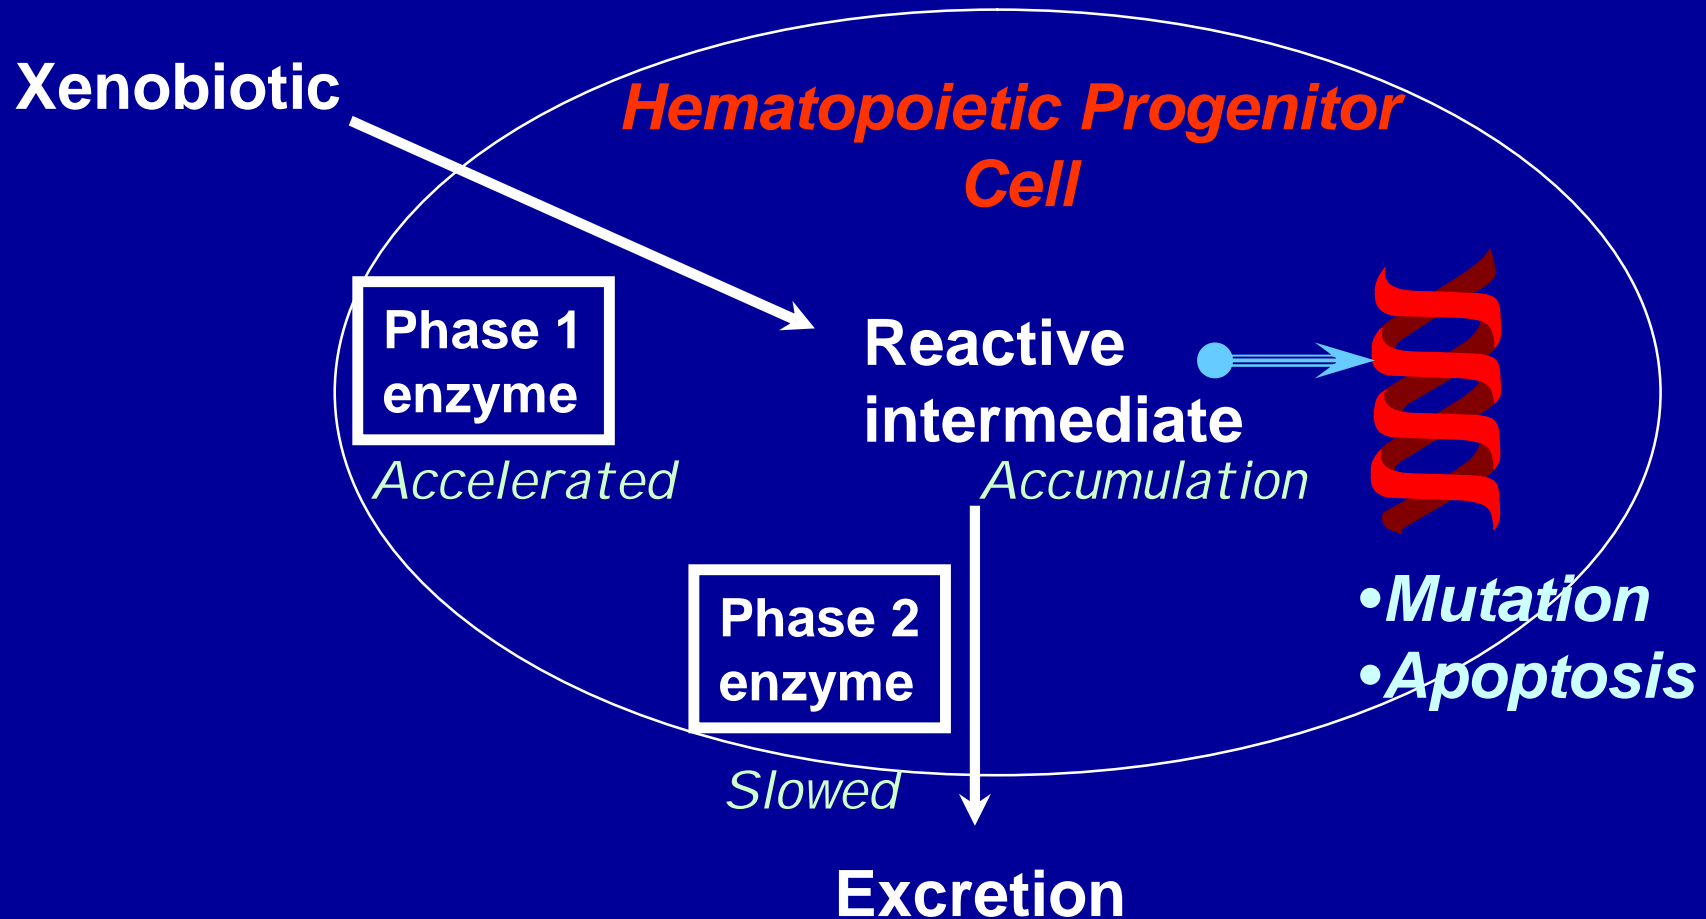 Xenobiotic
Hematopoietic Progenitor
Cell
Phase 1
enzyme
Accelerated
Reactive
intermediate
Accumulation
•Mutation
•Apoptosis
Phase 2
enzyme
Slowed
Excretion